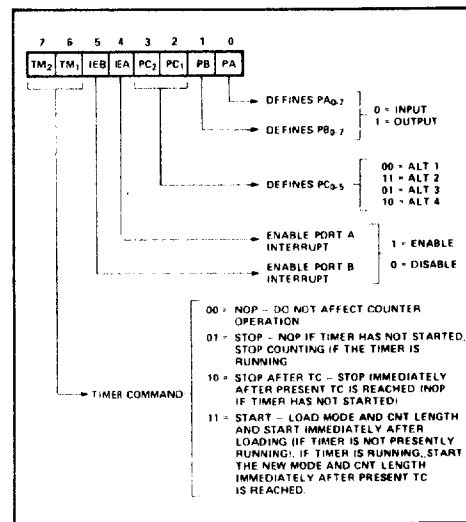 7 6 5 4 3 2 1 0
TM2 TM1 IEB IEA PC2 PC1 PB PA
DEFINES PA0-7
0 = INPUT
1 = OUTPUT
DEFINES PB0-7
DEFINES PC0-5
00 = ALT 1
11 = ALT 2
01 = ALT 3
10 = ALT 4
ENABLE PORT A
INTERRUPT
1 = ENABLE
0 = DISABLE
ENABLE PORT B
INTERRUPT
TIMER COMMAND
00 = NOP – DO NOT AFFECT COUNTER
OPERATION
01 = STOP – NOP IF TIMER HAS NOT STARTED,
STOP COUNTING IF THE TIMER IS
RUNNING
10 = STOP AFTER TC – STOP IMMEDIATELY
AFTER PRESENT TC IS REACHED (NOP
IF TIMER HAS NOT STARTED)
11 = START – LOAD MODE AND CNT LENGTH
AND START IMMEDIATELY AFTER
LOADING (IF TIMER IS NOT PRESENTLY
RUNNING). IF TIMER IS RUNNING, START
THE NEW MODE AND CNT LENGTH
IMMEDIATELY AFTER PRESENT TC
IS REACHED.